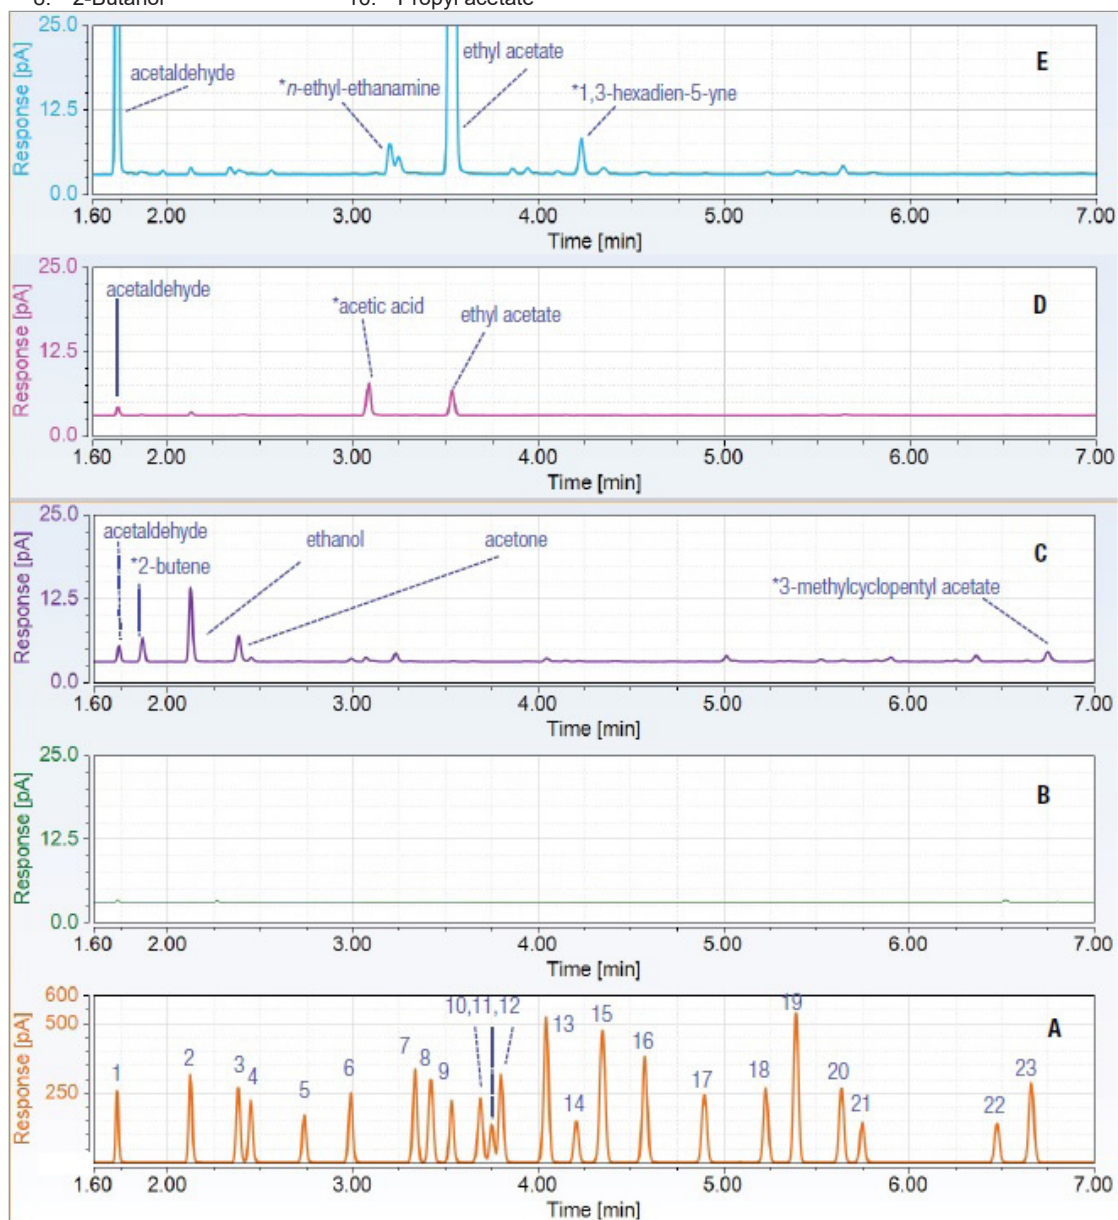 8. 2-Butanol 16. Propyl acetate
Response [pA]
25.0
12.5
0.0
acetaldehyde
*n-ethyl-ethanamine
ethyl acetate
*1,3-hexadien-5-yne
E
1.60 2.00 3.00 4.00 5.00 6.00 7.00
Time [min]
Response [pA]
25.0
12.5
0.0
acetaldehyde
*acetic acid
ethyl acetate
D
1.60 2.00 3.00 4.00 5.00 6.00 7.00
Time [min]
Response [pA]
25.0
12.5
0.0
acetaldehyde
*2-butene
ethanol
acetone
*3-methylcyclopentyl acetate
C
1.60 2.00 3.00 4.00 5.00 6.00 7.00
Time [min]
Response [pA]
25.0
12.5
0.0
B
1.60 2.00 3.00 4.00 5.00 6.00 7.00
Time [min]
Response [pA]
600
500
250
1 2 3 4 5 6 7 8 9 10,11,12 13 14 15 16 17 18 19 20 21 22 23
A
1.60 2.00 3.00 4.00 5.00 6.00 7.00
Time [min]